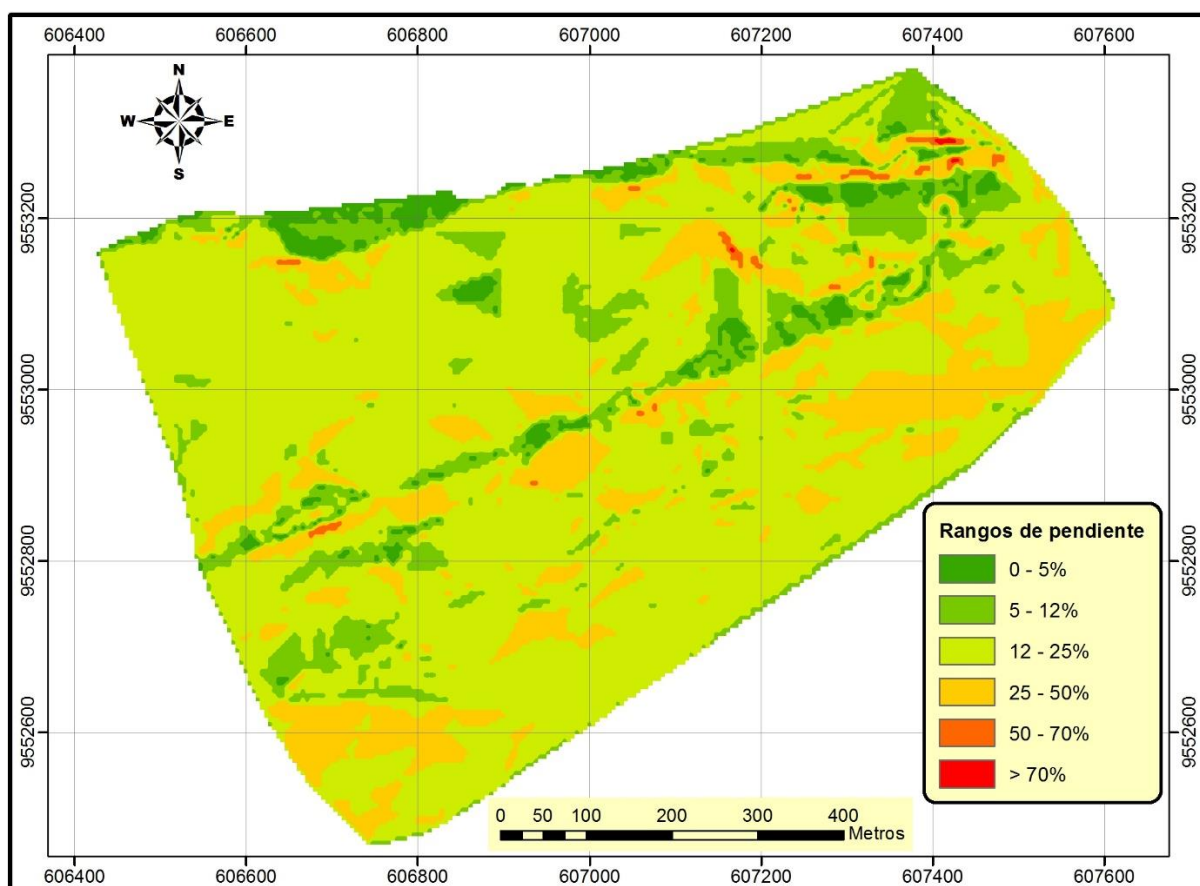 606400 606600 606800 607000 607200 607400 607600
N
W E
S
9553200 9553200
9553000 9553000
9552800 9552800
9552600 9552600
Rangos de pendiente
0 - 5%
5 - 12%
12 - 25%
25 - 50%
50 - 70%
> 70%
0 50 100 200 300 400
Metros
606400 606600 606800 607000 607200 607400 607600